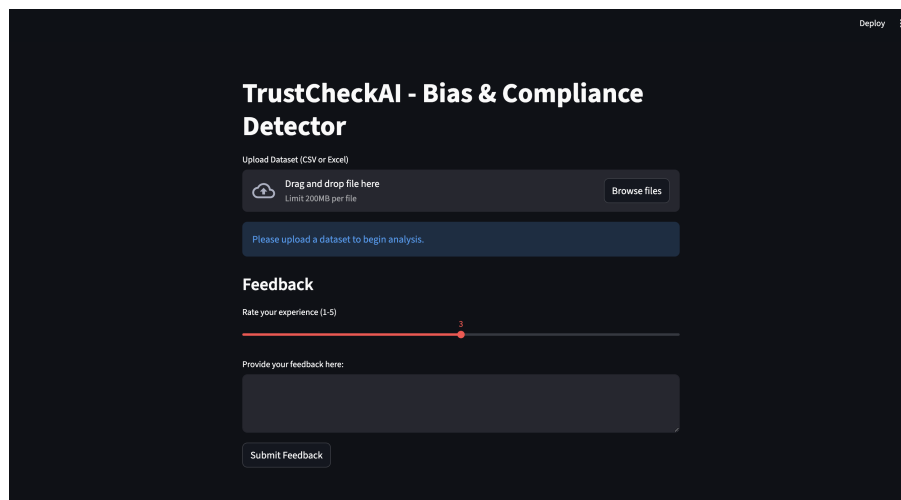 Deploy
TrustCheckAI - Bias & Compliance
Detector
Upload Dataset (CSV or Excel)
Drag and drop file here
Limit 200MB per file
Browse files
Please upload a dataset to begin analysis.
Feedback
Rate your experience (1-5)
3
Provide your feedback here:
Submit Feedback